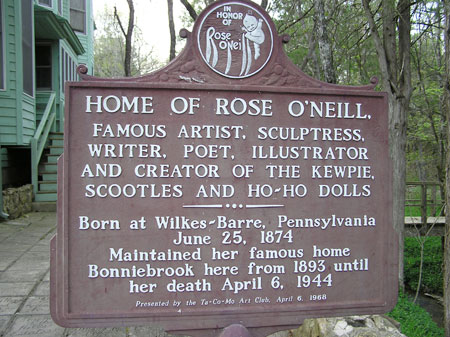 IN
HONOR
OF
Rose
O'Neill
HOME OF ROSE O'NEILL,
FAMOUS ARTIST, SCULPTRESS,
WRITER, POET, ILLUSTRATOR
AND CREATOR OF THE KEWPIE,
SCOOTLES AND HO-HO DOLLS
Born at Wilkes-Barre, Pennsylvania
June 25, 1874
Maintained her famous home
Bonniebrook here from 1893 until
her death April 6, 1944
Presented by the Ta-Co-Mo Art Club, April 6, 1968